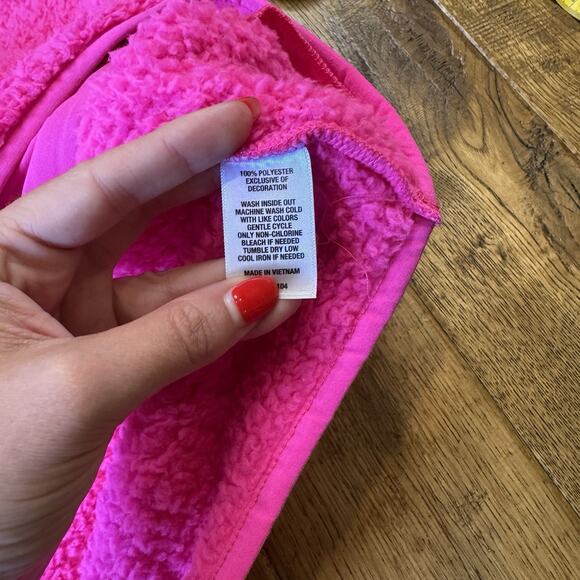 100% POLYESTER
EXCLUSIVE OF
DECORATION
WASH INSIDE OUT
MACHINE WASH COLD
WITH LIKE COLORS
GENTLE CYCLE
ONLY NON-CHLORINE
BLEACH IF NEEDED
TUMBLE DRY LOW
COOL IRON IF NEEDED
MADE IN VIETNAM
104